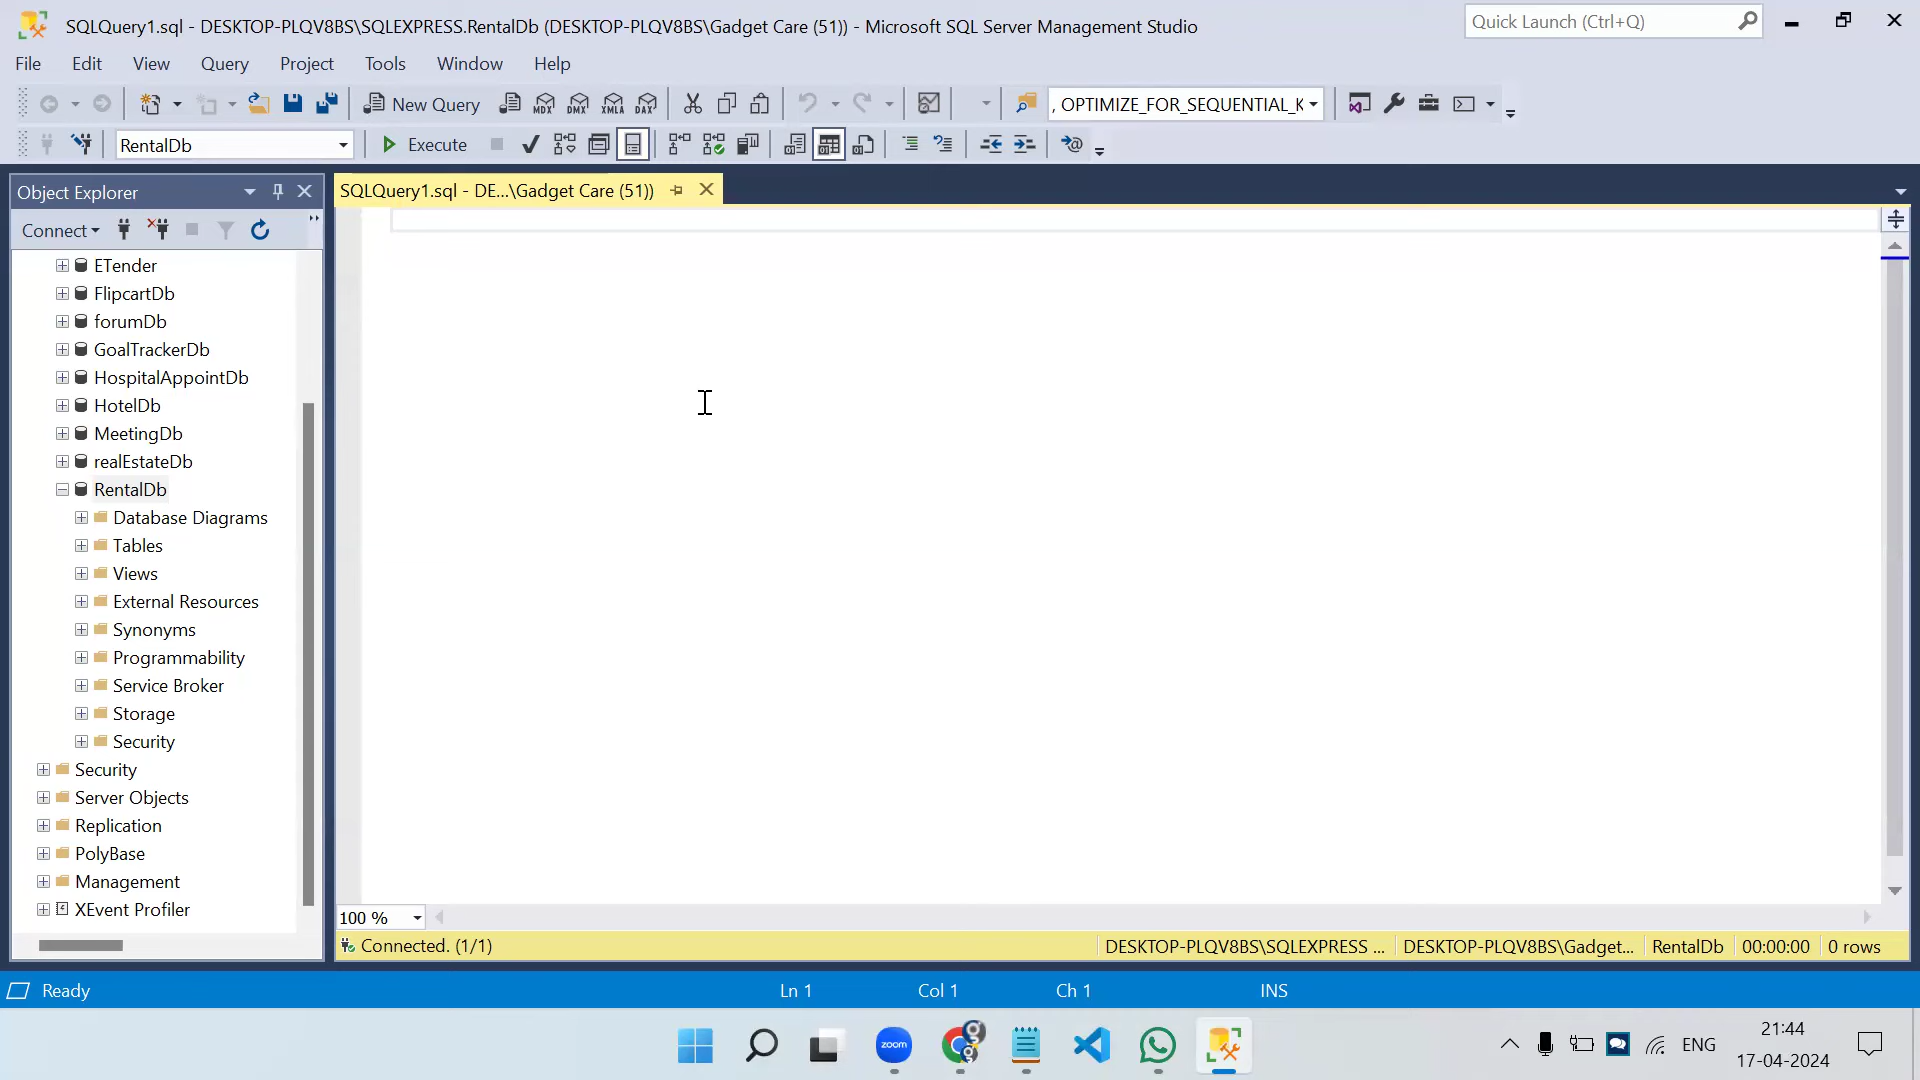 SQLQuery1.sql - DESKTOP-PLQV8BS\SQLEXPRESS.RentalDb (DESKTOP-PLQV8BS\Gadget Care (51)) - Microsoft SQL Server Management Studio
Quick Launch (Ctrl+Q)
File Edit View Query Project Tools Window Help
New Query MDX DMX XMLA DAX , OPTIMIZE_FOR_SEQUENTIAL_K
RentalDb Execute
Object Explorer
SQLQuery1.sql - DE...\Gadget Care (51))
Connect
ETender
FlipcartDb
forumDb
GoalTrackerDb
HospitalAppointDb
HotelDb
MeetingDb
realEstateDb
RentalDb
Database Diagrams
Tables
Views
External Resources
Synonyms
Programmability
Service Broker
Storage
Security
Security
Server Objects
Replication
PolyBase
Management
XEvent Profiler
100 %
Connected. (1/1) DESKTOP-PLQV8BS\SQLEXPRESS ... DESKTOP-PLQV8BS\Gadget... RentalDb 00:00:00 0 rows
Ready Ln 1 Col 1 Ch 1 INS
zoom
ENG
21:44
17-04-2024